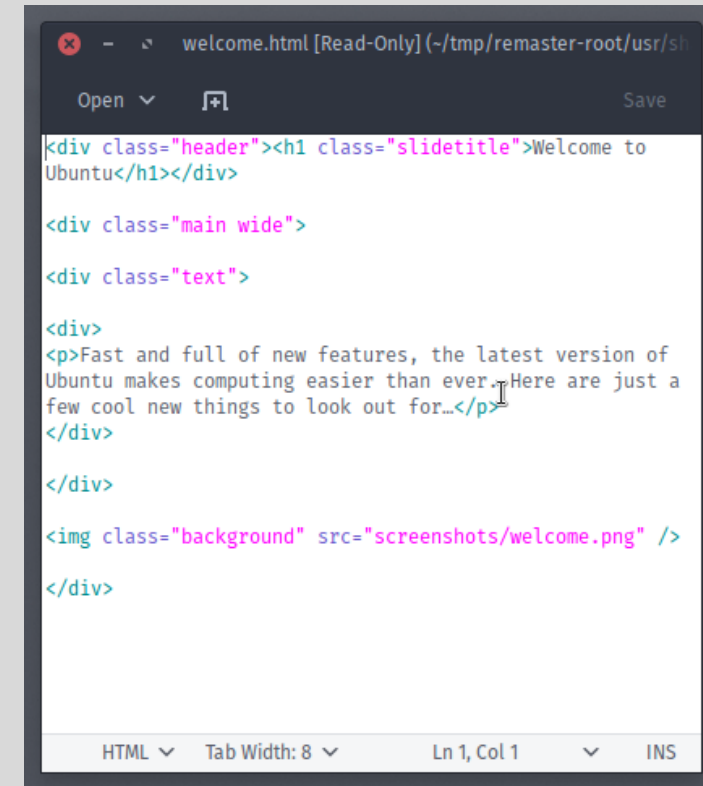 welcome.html [Read-Only] (~/tmp/remaster-root/usr/sh
Open
Save
<div class="header"><h1 class="slidetitle">Welcome to
Ubuntu</h1></div>
<div class="main wide">
<div class="text">
<div>
<p>Fast and full of new features, the latest version of
Ubuntu makes computing easier than ever. Here are just a
few cool new things to look out for…</p>
</div>
</div>
<img class="background" src="screenshots/welcome.png" />
</div>
HTML Tab Width: 8 Ln 1, Col 1 INS